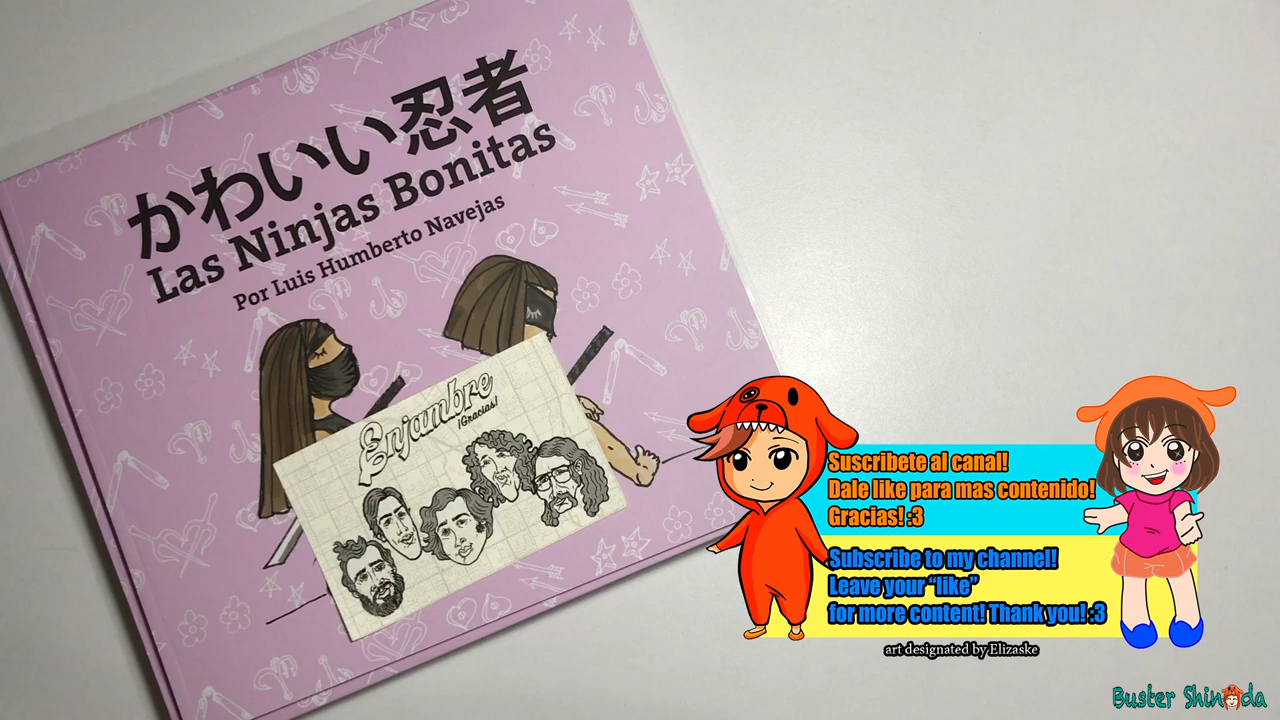 かわいい忍者
Las Ninjas Bonitas
Por Luis Humberto Navejas
Enjambre
¡Gracias!
Suscribete al canal!
Dale like para mas contenido!
Gracias! :3
Subscribe to my channel!
Leave your “like”
for more content! Thank you! :3
art designated by Elizaske
Buster Shinoda